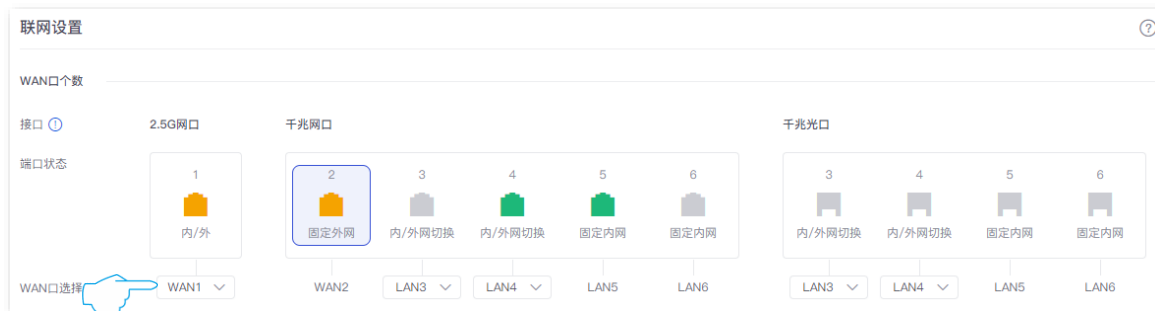 联网设置
WAN口个数
接口 2.5G网口 千兆网口 千兆光口
端口状态
1 2 3 4 5 6 3 4 5 6
内/外 固定外网 内/外网切换 内/外网切换 固定内网 固定内网 内/外网切换 内/外网切换 固定内网 固定内网
WAN口选择 WAN1 WAN2 LAN3 LAN4 LAN5 LAN6 LAN3 LAN4 LAN5 LAN6